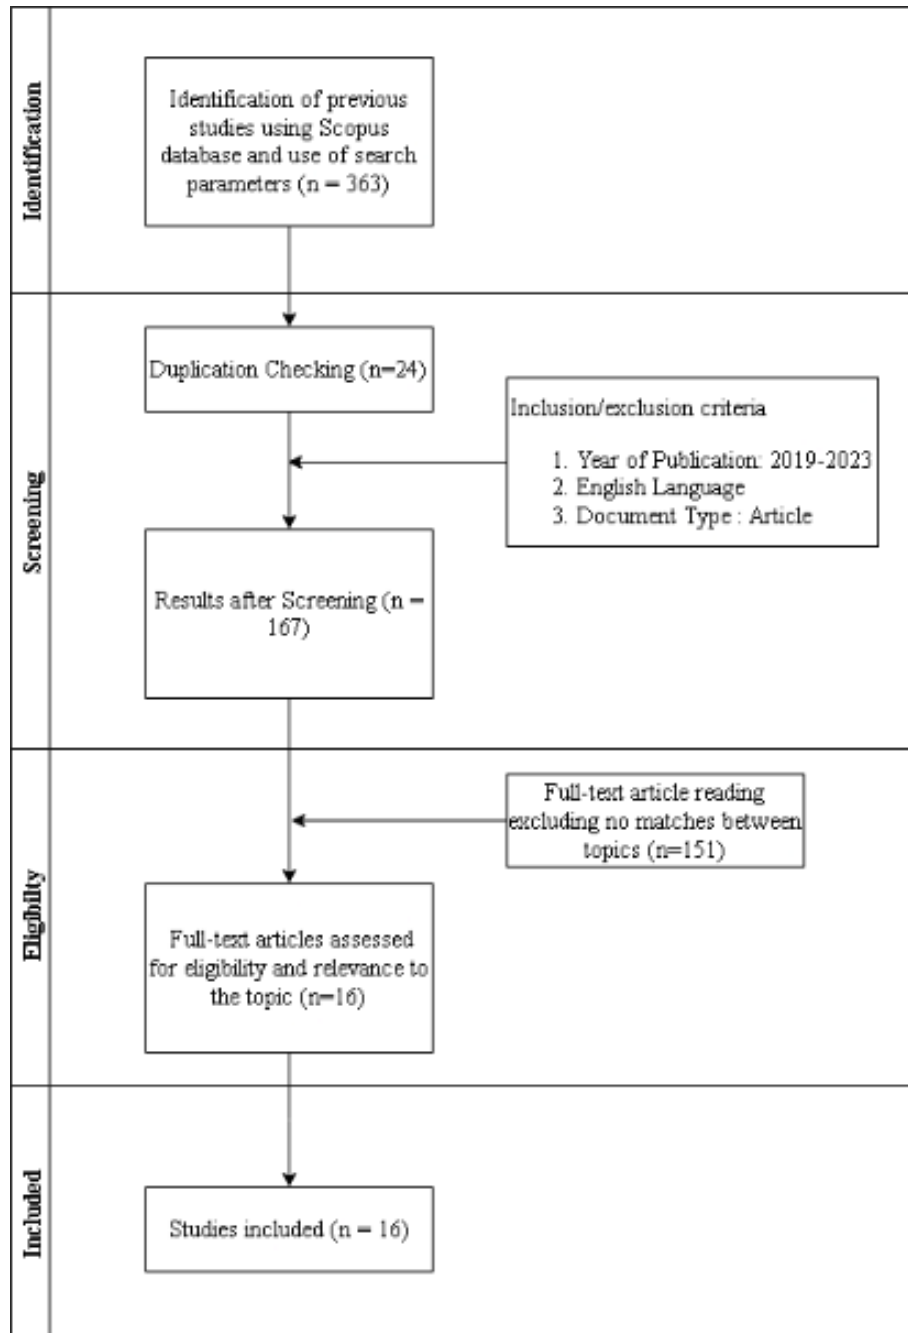 Identification
Identification of previous
studies using Scopus
database and use of search
parameters (n = 363)
Screening
Duplication Checking (n=24)
Inclusion/exclusion criteria
1. Year of Publication: 2019-2023
2. English Language
3. Document Type : Article
Results after Screening (n =
167)
Eligibilty
Full-text article reading
excluding no matches between
topics (n=151)
Full-text articles assessed
for eligibility and relevance to
the topic (n=16)
Included
Studies included (n = 16)